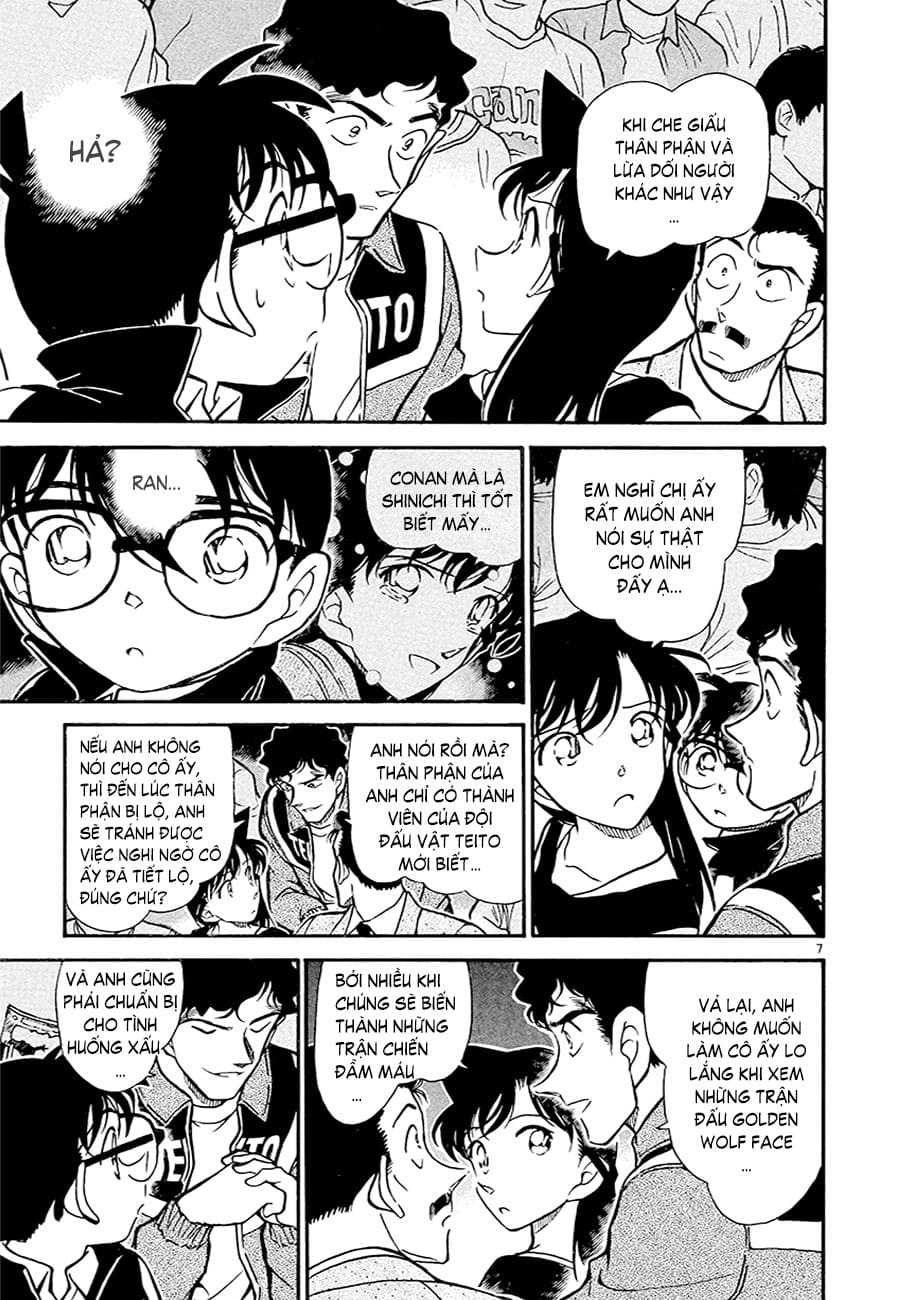 KHI CHE GIẤU
THÂN PHẬN VÀ
LỪA DỐI NGƯỜI
KHÁC NHƯ VẬY
...
HẢ?
ITO
EM NGHĨ CHỊ ẤY
RẤT MUỐN ANH
NÓI SỰ THẬT
CHO MÌNH
ĐẤY Ạ...
CONAN MÀ LÀ
SHINICHI THÌ TỐT
BIẾT MẤY...
RAN...
ANH NÓI RỒI MÀ?
THÂN PHẬN CỦA
ANH CHỈ CÓ THÀNH
VIÊN CỦA ĐỘI
ĐẤU VẬT TEITO
MỚI BIẾT...
NẾU ANH KHÔNG
NÓI CHO CÔ ẤY,
THÌ ĐẾN LÚC THÂN
PHẬN BỊ LỘ, ANH
SẼ TRÁNH ĐƯỢC
VIỆC NGHI NGỜ CÔ
ẤY ĐÃ TIẾT LỘ,
ĐÚNG CHỨ?
7
VẢ LẠI, ANH
KHÔNG MUỐN
LÀM CÔ ẤY LO
LẮNG KHI XEM
NHỮNG TRẬN
ĐẤU GOLDEN
WOLF FACE
...
BỞI NHIỀU KHI
CHÚNG SẼ BIẾN
THÀNH NHỮNG
TRẬN CHIẾN
ĐẪM MÁU
...
VÀ ANH CŨNG
PHẢI CHUẨN BỊ
CHO TÌNH
HUỐNG XẤU
...